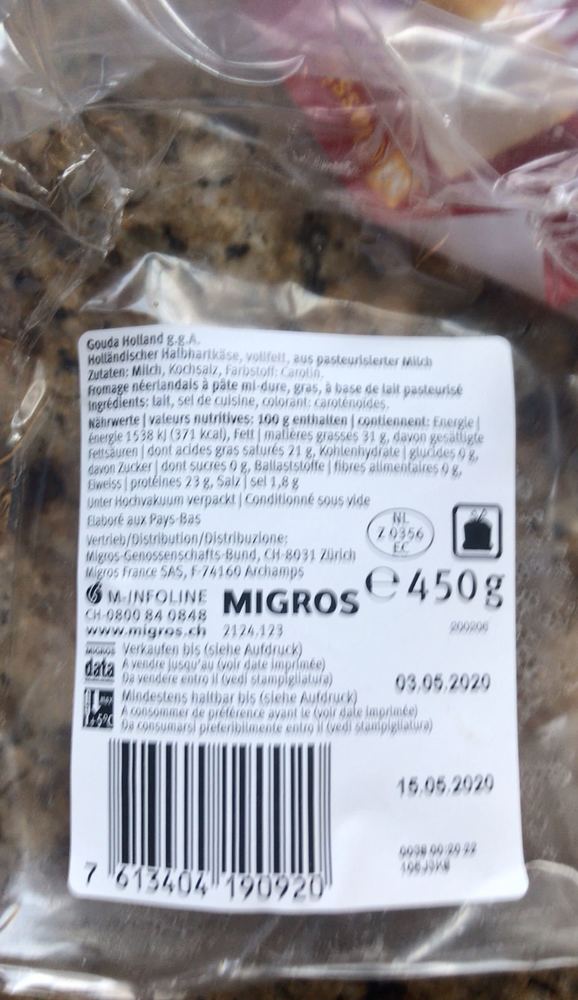 Gouda Holland g.g.A.
Holländischer Halbhartkäse, vollfett, aus pasteurisierter Milch
Zutaten: Milch, Kochsalz, Farbstoff: Carotin.
Fromage néerlandais à pâte mi-dure, gras, à base de lait pasteurisé
Ingrédients: lait, sel de cuisine, colorant: caroténoïdes.
Nährwerte | valeurs nutritives: 100 g enthalten | contiennent: Energie |
énergie 1538 kJ (371 kcal), Fett | matières grasses 31 g, davon gesättigte
Fettsäuren | dont acides gras saturés 21 g, Kohlenhydrate | glucides 0 g,
davon Zucker | dont sucres 0 g, Ballaststoffe | fibres alimentaires 0 g,
Eiweiss | protéines 23 g, Salz | sel 1,8 g
Unter Hochvakuum verpackt | Conditionné sous vide
Elaboré aux Pays-Bas
Vertrieb/Distribution/Distribuzione:
Migros-Genossenschafts-Bund, CH-8031 Zürich
Migros France SAS, F-74160 Archamps
NL
Z 0356
EC
e 450 g
M-INFOLINE
CH-0800 84 0848
www.migros.ch
MIGROS
2124.123
200206
MIGROS
data
Verkaufen bis (siehe Aufdruck)
A vendre jusqu'au (voir date imprimée)
Da vendere entro il (vedi stampigliatura)
03.05.2020
Mindestens haltbar bis (siehe Aufdruck)
A consommer de préférence avant le (voir date imprimée)
Da consumarsi preferibilmente entro il (vedi stampigliatura)
15.05.2020
7 613404 190920